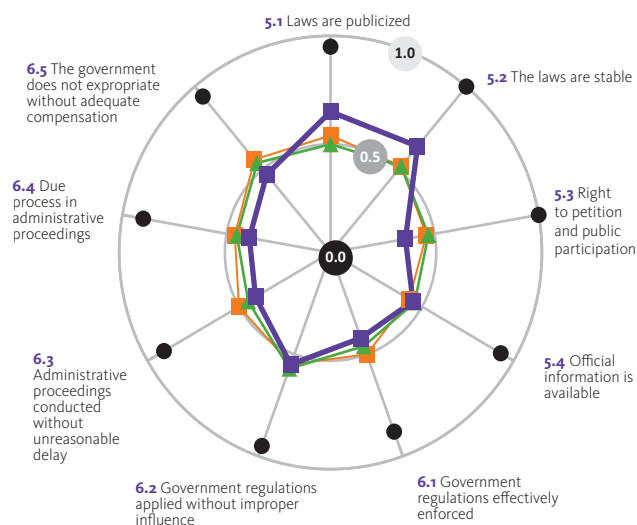 5.1 Laws are publicized
1.0
5.2 The laws are stable
0.5
5.3 Right
to petition
and public
participation
0.0
5.4 Official
information is
available
6.1 Government
regulations effectively
enforced
6.2 Government regulations
applied without improper
influence
6.3
Administrative
proceedings
conducted
without
unreasonable
delay
6.4 Due
process in
administrative
proceedings
6.5 The government
does not expropriate
without adequate
compensation